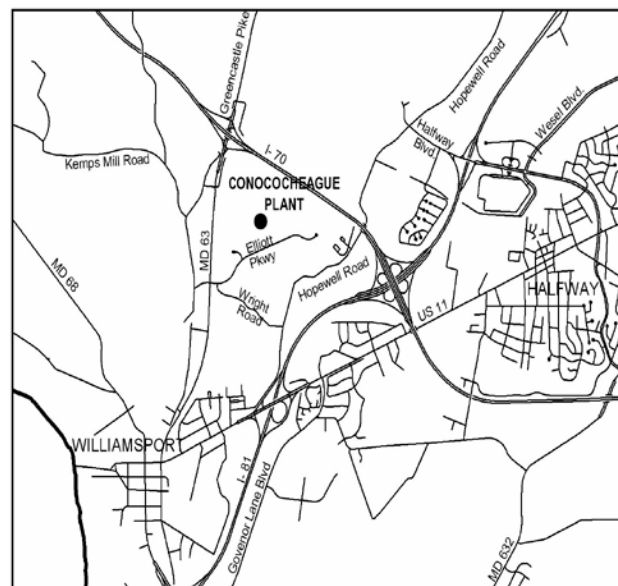 Greencastle Pike
Hopewell Road
Wesel Blvd.
Halfway
Blvd.
I- 70
Kemps Mill Road
CONOCOCHEAGUE
PLANT
MD 63
Elliott
Pkwy
MD 68
Hopewell Road
Wright
Road
US 11
HALFWAY
WILLIAMSPORT
I- 81
Govenor Lane Blvd
MD 632